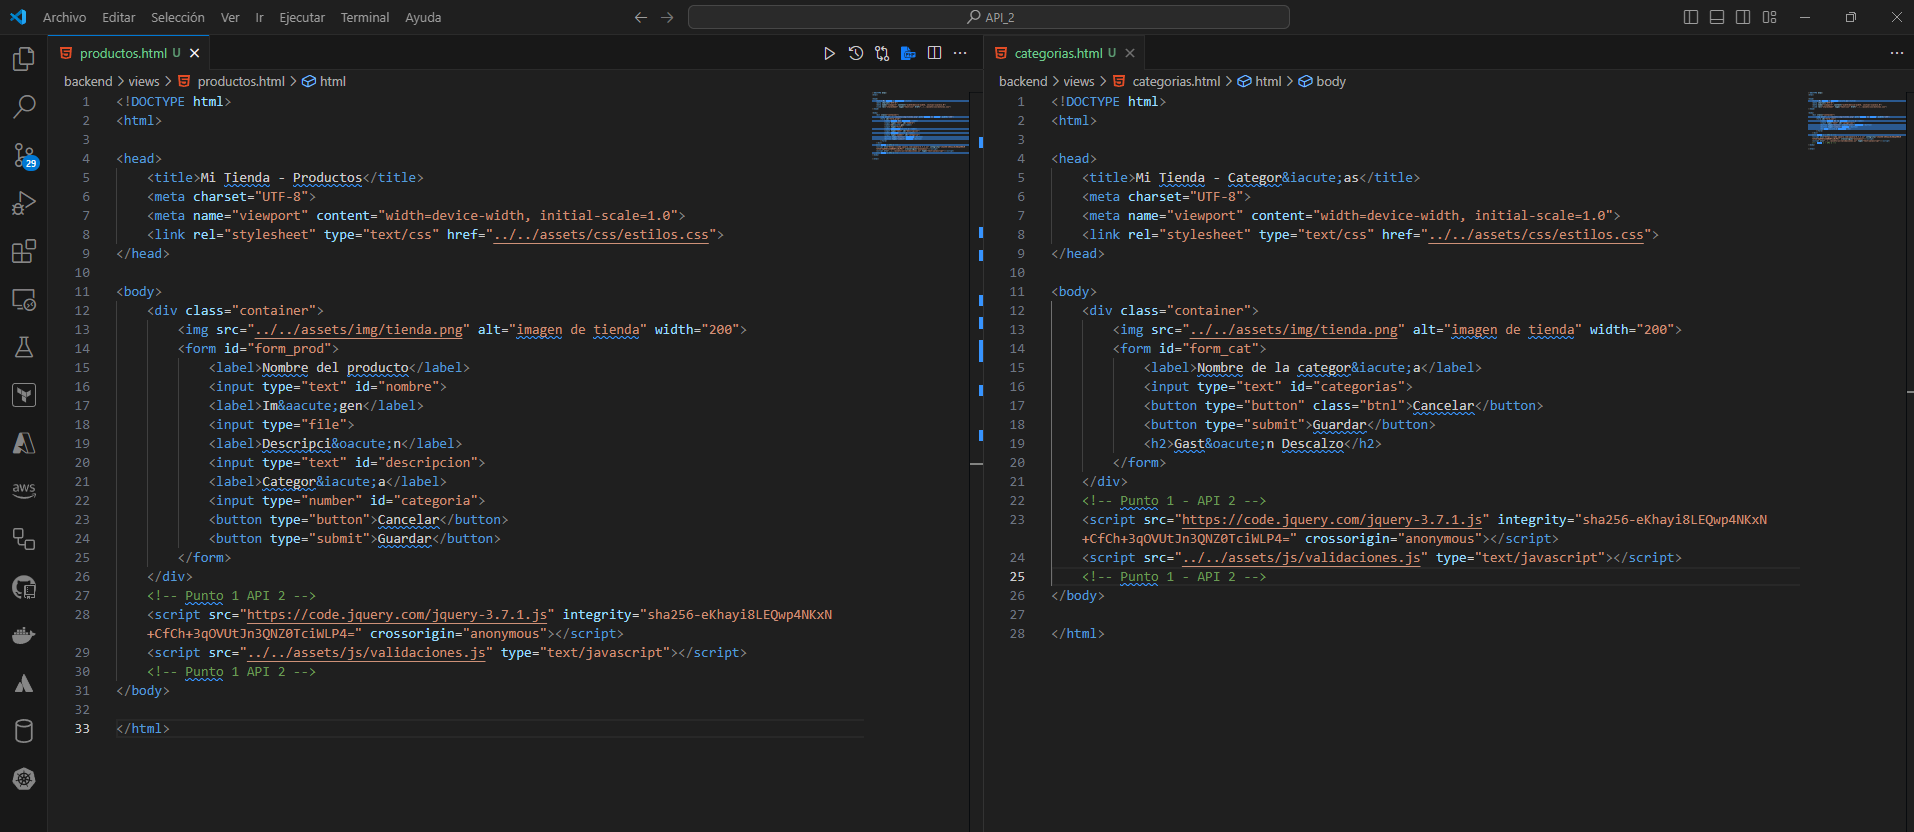 Archivo Editar Selección Ver Ir Ejecutar Terminal Ayuda
API_2
productos.html U
backend > views > productos.html > html
1 <!DOCTYPE html>
2 <html>
3
4 <head>
5 <title>Mi Tienda - Productos</title>
6 <meta charset="UTF-8">
7 <meta name="viewport" content="width=device-width, initial-scale=1.0">
8 <link rel="stylesheet" type="text/css" href="../../assets/css/estilos.css">
9 </head>
10
11 <body>
12 <div class="container">
13 <img src="../../assets/img/tienda.png" alt="imagen de tienda" width="200">
14 <form id="form_prod">
15 <label>Nombre del producto</label>
16 <input type="text" id="nombre">
17 <label>Im&aacute;gen</label>
18 <input type="file">
19 <label>Descripci&oacute;n</label>
20 <input type="text" id="descripcion">
21 <label>Categor&iacute;a</label>
22 <input type="number" id="categoria">
23 <button type="button">Cancelar</button>
24 <button type="submit">Guardar</button>
25 </form>
26 </div>
27 <!-- Punto 1 API 2 -->
28 <script src="https://code.jquery.com/jquery-3.7.1.js" integrity="sha256-eKhayi8LEQwp4NKxN
+CfCh+3qOVUtJn3QNZ0TciWLP4=" crossorigin="anonymous"></script>
29 <script src="../../assets/js/validaciones.js" type="text/javascript"></script>
30 <!-- Punto 1 API 2 -->
31 </body>
32
33 </html>
categorias.html U
backend > views > categorias.html > html > body
1 <!DOCTYPE html>
2 <html>
3
4 <head>
5 <title>Mi Tienda - Categor&iacute;as</title>
6 <meta charset="UTF-8">
7 <meta name="viewport" content="width=device-width, initial-scale=1.0">
8 <link rel="stylesheet" type="text/css" href="../../assets/css/estilos.css">
9 </head>
10
11 <body>
12 <div class="container">
13 <img src="../../assets/img/tienda.png" alt="imagen de tienda" width="200">
14 <form id="form_cat">
15 <label>Nombre de la categor&iacute;a</label>
16 <input type="text" id="categorias">
17 <button type="button" class="btnl">Cancelar</button>
18 <button type="submit">Guardar</button>
19 <h2>Gast&oacute;n Descalzo</h2>
20 </form>
21 </div>
22 <!-- Punto 1 - API 2 -->
23 <script src="https://code.jquery.com/jquery-3.7.1.js" integrity="sha256-eKhayi8LEQwp4NKxN
+CfCh+3qOVUtJn3QNZ0TciWLP4=" crossorigin="anonymous"></script>
24 <script src="../../assets/js/validaciones.js" type="text/javascript"></script>
25 <!-- Punto 1 - API 2 -->
26 </body>
27
28 </html>
29
aws